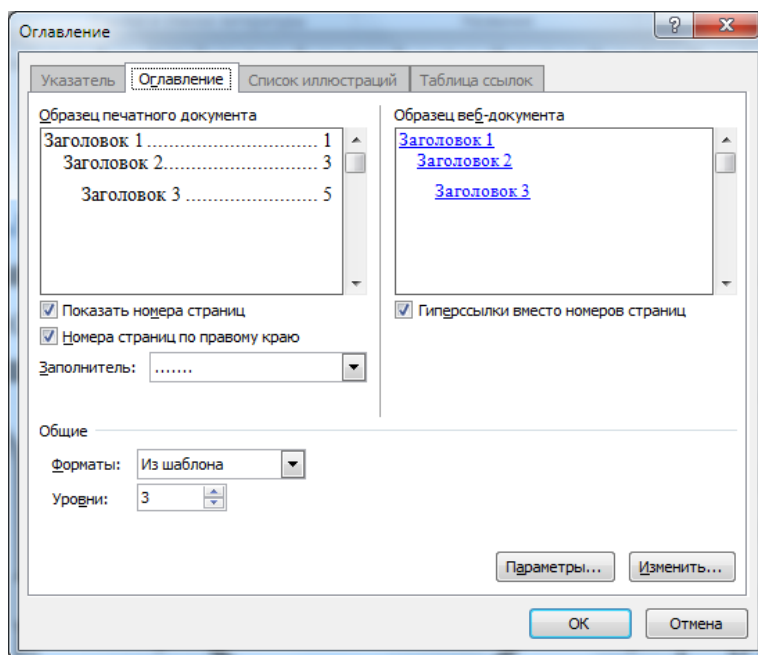 Оглавление
Указатель Оглавление Список иллюстраций Таблица ссылок
Образец печатного документа
Заголовок 1 ................................ 1
Заголовок 2............................. 3
Заголовок 3 ......................... 5
Образец веб-документа
Заголовок 1
Заголовок 2
Заголовок 3
Показать номера страниц
Номера страниц по правому краю
Заполнитель: .......
Гиперссылки вместо номеров страниц
Общие
Форматы: Из шаблона
Уровни: 3
Параметры... Изменить...
ОК Отмена